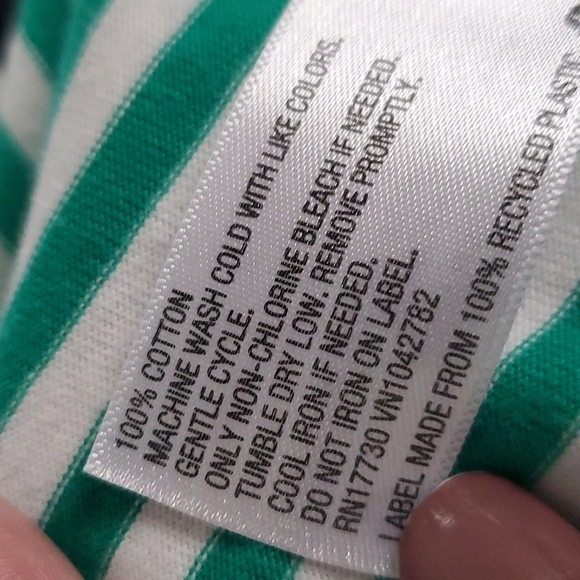 100% COTTON
MACHINE WASH COLD WITH LIKE COLORS.
GENTLE CYCLE.
ONLY NON-CHLORINE BLEACH IF NEEDED.
TUMBLE DRY LOW. REMOVE PROMPTLY.
COOL IRON IF NEEDED.
DO NOT IRON ON LABEL.
RN17730 VN1042782
LABEL MADE FROM 100% RECYCLED PLASTIC